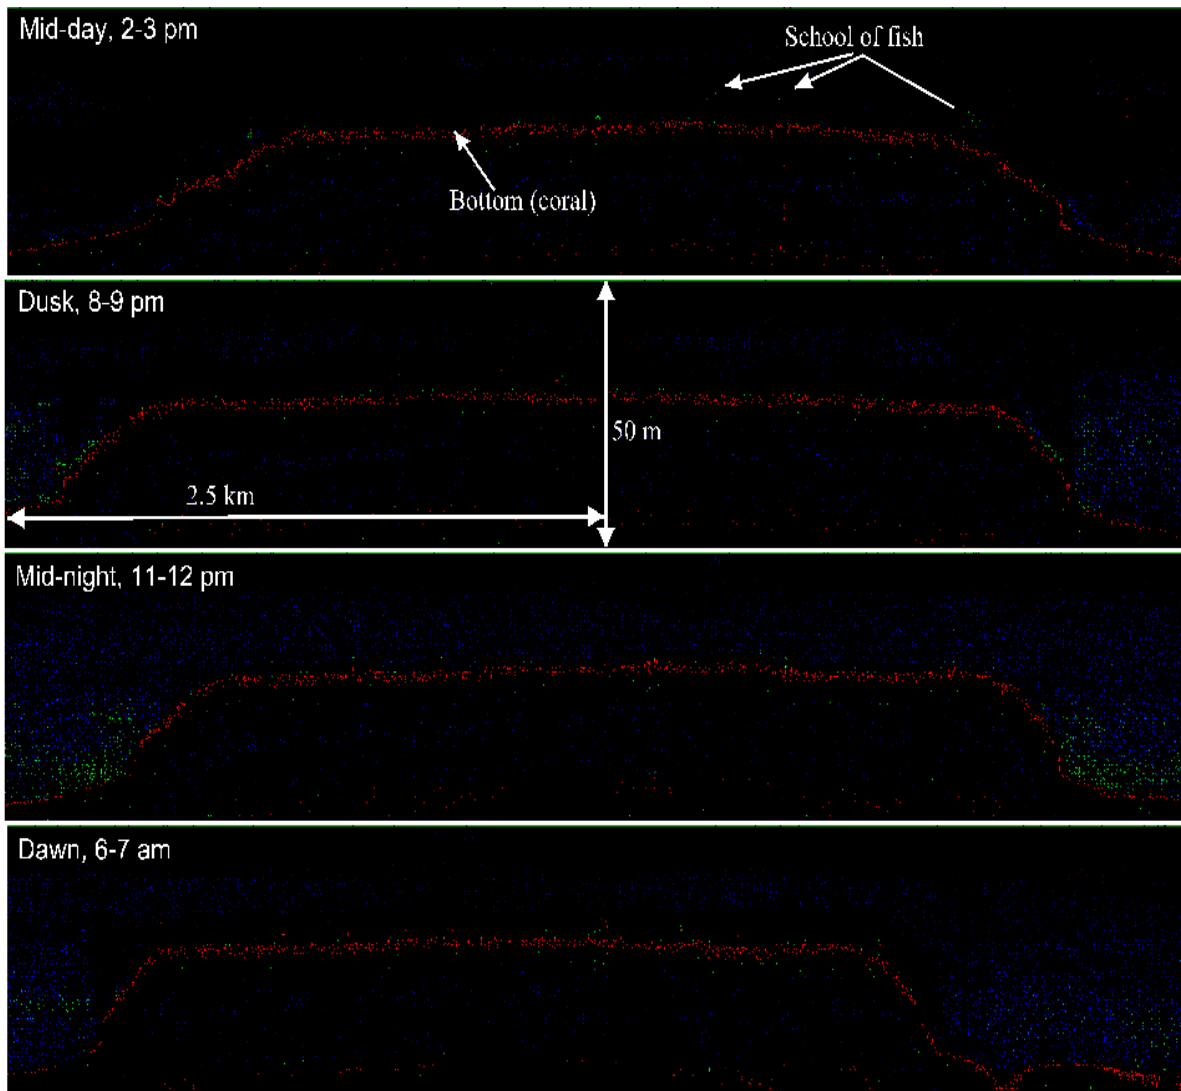 Mid-day, 2-3 pm
School of fish
Bottom (coral)
Dusk, 8-9 pm
50 m
2.5 km
Mid-night, 11-12 pm
Dawn, 6-7 am